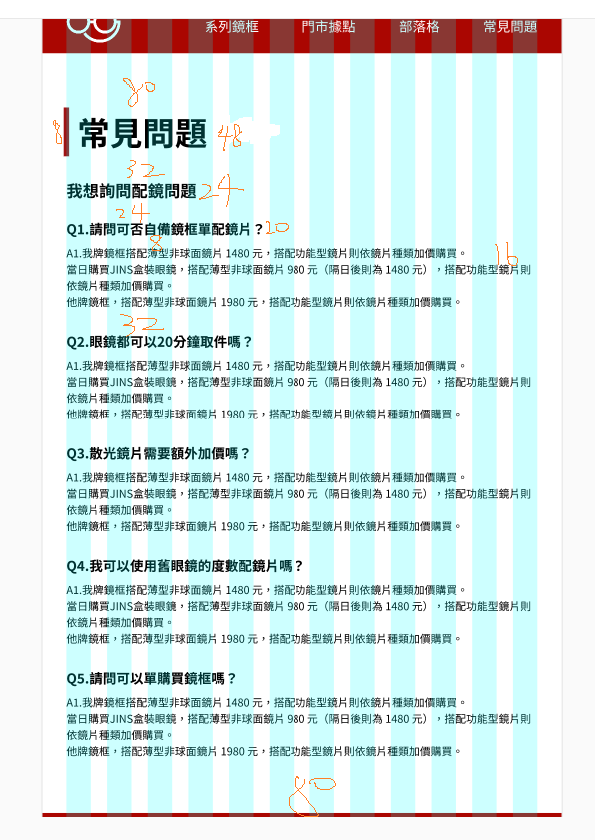 系列鏡框 門市據點 部落格 常見問題
80
8 常見問題 48
32
我想詢問配鏡問題 24
24
Q1.請問可否自備鏡框單配鏡片？ 20
8
A1.我牌鏡框搭配薄型非球面鏡片 1480 元，搭配功能型鏡片則依鏡片種類加價購買。
16
當日購買JINS盒裝眼鏡，搭配薄型非球面鏡片 980 元（隔日後則為 1480 元），搭配功能型鏡片則
依鏡片種類加價購買。
他牌鏡框，搭配薄型非球面鏡片 1980 元，搭配功能型鏡片則依鏡片種類加價購買。
32
Q2.眼鏡都可以20分鐘取件嗎？
A1.我牌鏡框搭配薄型非球面鏡片 1480 元，搭配功能型鏡片則依鏡片種類加價購買。
當日購買JINS盒裝眼鏡，搭配薄型非球面鏡片 980 元（隔日後則為 1480 元），搭配功能型鏡片則
依鏡片種類加價購買。
他牌鏡框，搭配薄型非球面鏡片 1980 元，搭配功能型鏡片則依鏡片種類加價購買。
Q3.散光鏡片需要額外加價嗎？
A1.我牌鏡框搭配薄型非球面鏡片 1480 元，搭配功能型鏡片則依鏡片種類加價購買。
當日購買JINS盒裝眼鏡，搭配薄型非球面鏡片 980 元（隔日後則為 1480 元），搭配功能型鏡片則
依鏡片種類加價購買。
他牌鏡框，搭配薄型非球面鏡片 1980 元，搭配功能型鏡片則依鏡片種類加價購買。
Q4.我可以使用舊眼鏡的度數配鏡片嗎？
A1.我牌鏡框搭配薄型非球面鏡片 1480 元，搭配功能型鏡片則依鏡片種類加價購買。
當日購買JINS盒裝眼鏡，搭配薄型非球面鏡片 980 元（隔日後則為 1480 元），搭配功能型鏡片則
依鏡片種類加價購買。
他牌鏡框，搭配薄型非球面鏡片 1980 元，搭配功能型鏡片則依鏡片種類加價購買。
Q5.請問可以單購買鏡框嗎？
A1.我牌鏡框搭配薄型非球面鏡片 1480 元，搭配功能型鏡片則依鏡片種類加價購買。
當日購買JINS盒裝眼鏡，搭配薄型非球面鏡片 980 元（隔日後則為 1480 元），搭配功能型鏡片則
依鏡片種類加價購買。
他牌鏡框，搭配薄型非球面鏡片 1980 元，搭配功能型鏡片則依鏡片種類加價購買。
80